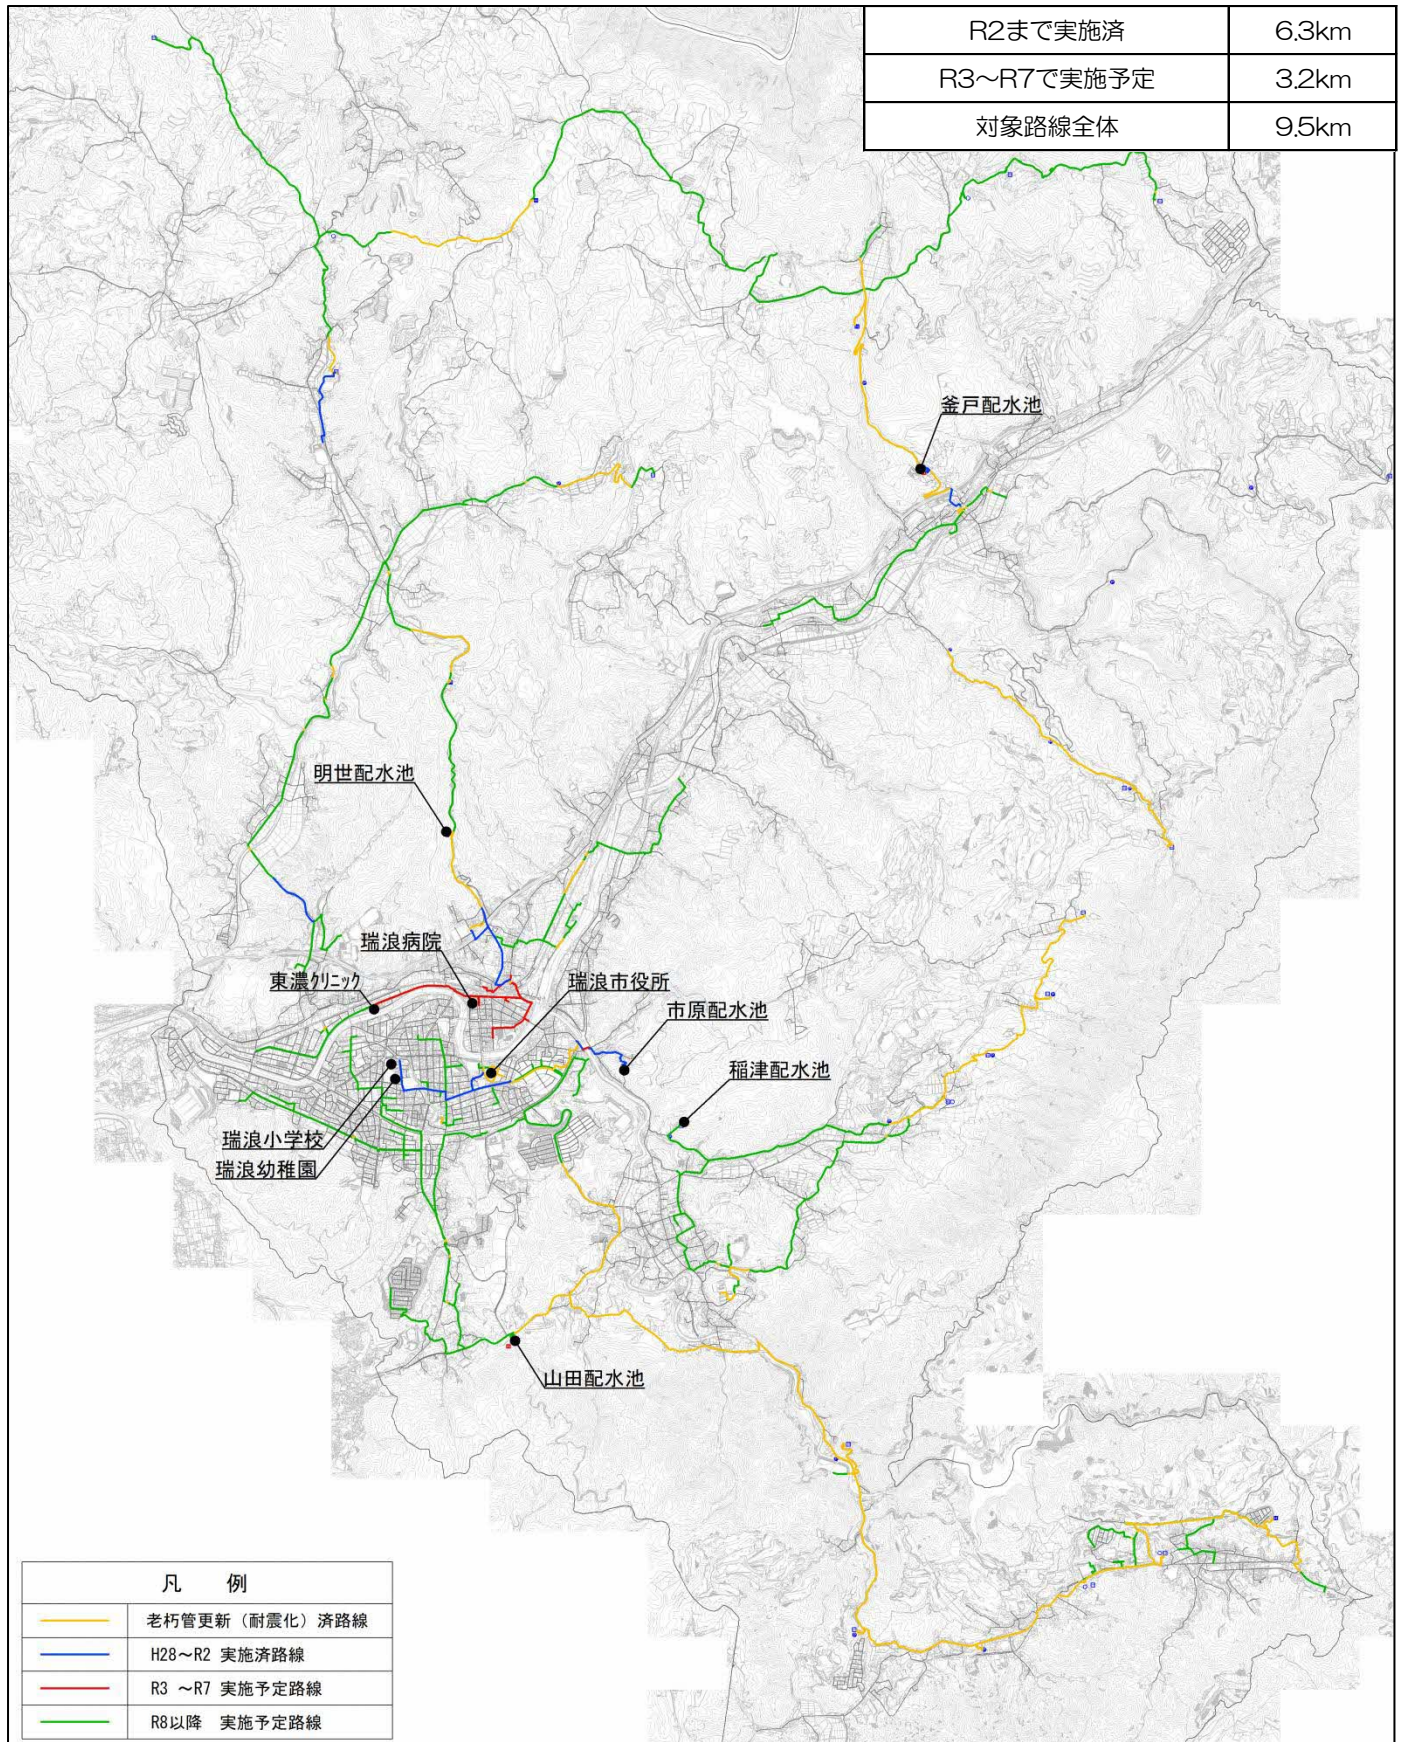 R2まで実施済 6.3km
R3～R7で実施予定 3.2km
対象路線全体 9.5km
釜戸配水池
明世配水池
瑞浪病院
東濃ｸﾘﾆｯｸ
瑞浪市役所
市原配水池
稲津配水池
瑞浪小学校
瑞浪幼稚園
山田配水池
凡　例
老朽管更新（耐震化）済路線
H28～R2 実施済路線
R3 ～R7 実施予定路線
R8以降　実施予定路線